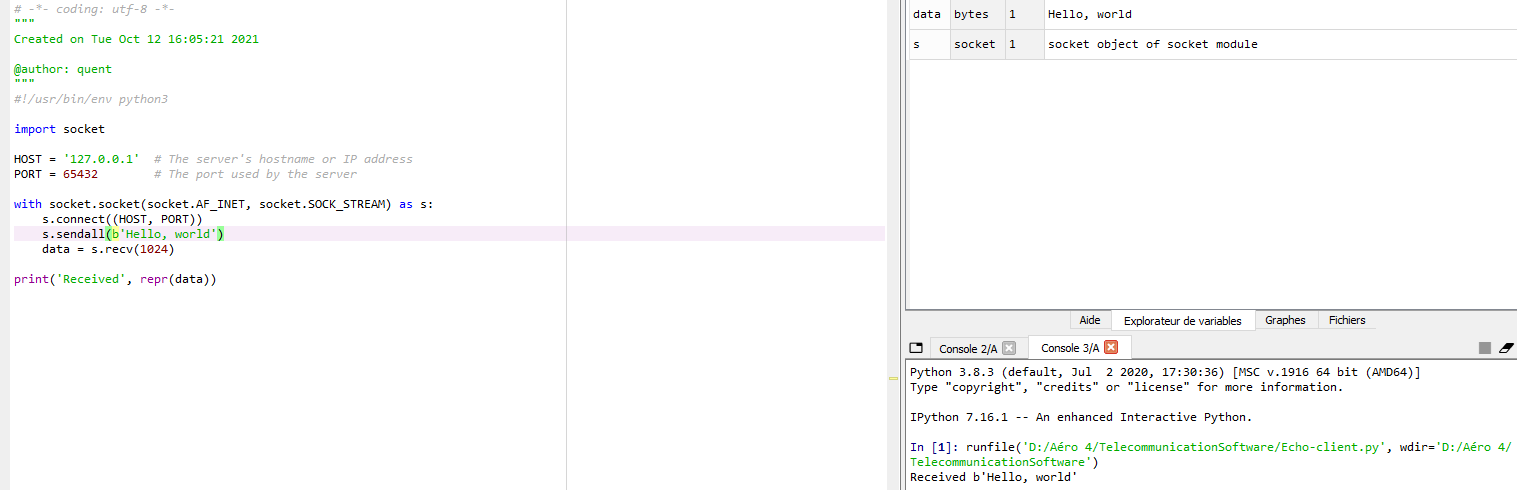 # -*- coding: utf-8 -*-
"""
Created on Tue Oct 12 16:05:21 2021

@author: quent
"""
#!/usr/bin/env python3

import socket

HOST = '127.0.0.1'  # The server's hostname or IP address
PORT = 65432        # The port used by the server

with socket.socket(socket.AF_INET, socket.SOCK_STREAM) as s:
    s.connect((HOST, PORT))
    s.sendall(b'Hello, world')
    data = s.recv(1024)

print('Received', repr(data))

data bytes 1 Hello, world
s socket 1 socket object of socket module
Aide Explorateur de variables Graphes Fichiers
Console 2/A Console 3/A
Python 3.8.3 (default, Jul  2 2020, 17:30:36) [MSC v.1916 64 bit (AMD64)]
Type "copyright", "credits" or "license" for more information.

IPython 7.16.1 -- An enhanced Interactive Python.

In [1]: runfile('D:/Aéro 4/TelecommunicationSoftware/Echo-client.py', wdir='D:/Aéro 4/
TelecommunicationSoftware')
Received b'Hello, world'